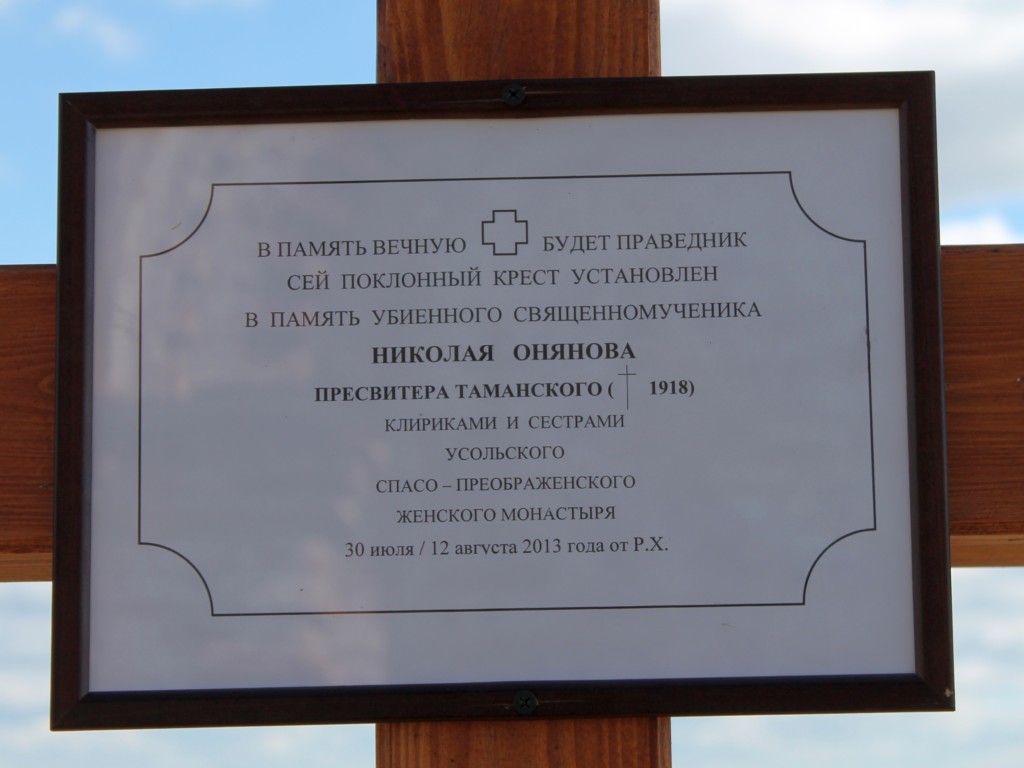 В ПАМЯТЬ ВЕЧНУЮ БУДЕТ ПРАВЕДНИК
СЕЙ ПОКЛОННЫЙ КРЕСТ УСТАНОВЛЕН
В ПАМЯТЬ УБИЕННОГО СВЯЩЕННОМУЧЕНИКА
НИКОЛАЯ ОНЯНОВА
ПРЕСВИТЕРА ТАМАНСКОГО († 1918)
КЛИРИКАМИ И СЕСТРАМИ
УСОЛЬСКОГО
СПАСО – ПРЕОБРАЖЕНСКОГО
ЖЕНСКОГО МОНАСТЫРЯ
30 июля / 12 августа 2013 года от Р.Х.